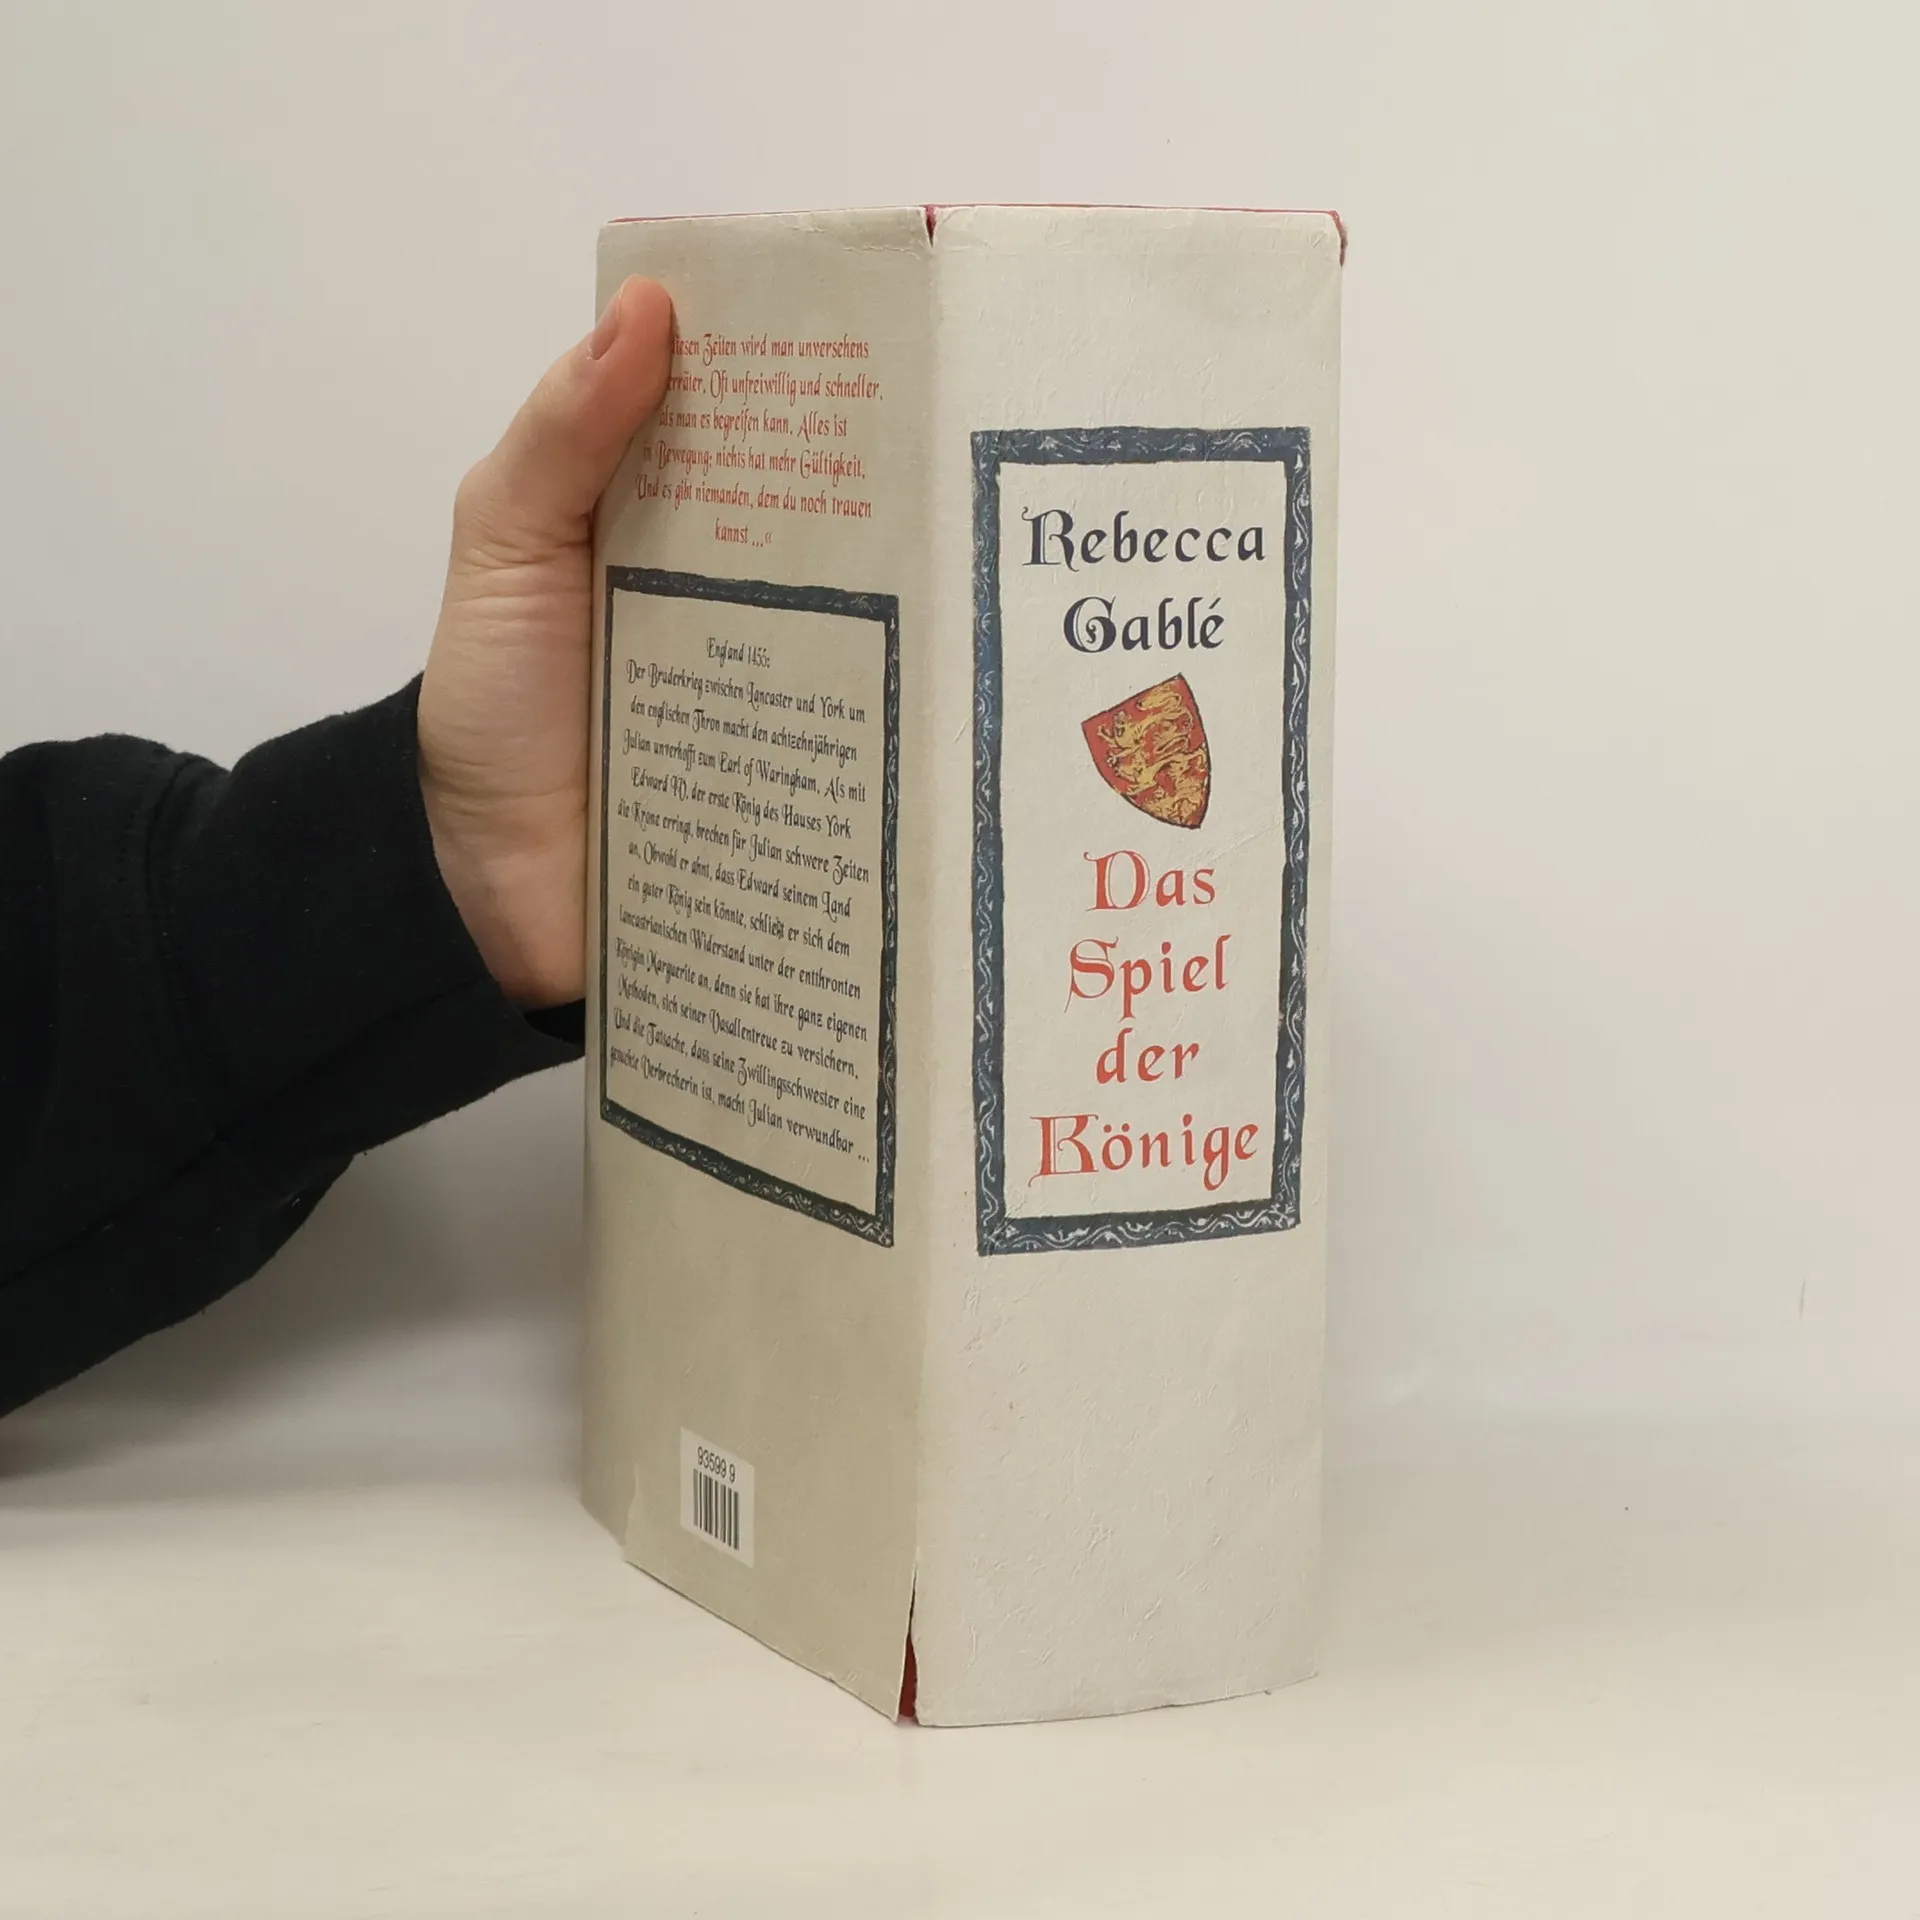 diesen Zeiten wird man unversehens
erräter. Oft unfreiwillig und schneller,
als man es begreifen kann. Alles ist
in Bewegung: nichts hat mehr Gültigkeit.
Und es gibt niemanden, dem du noch trauen
kannst ...«
England 1455:
Der Bruderkrieg zwischen Lancaster und York um
den englischen Thron macht den achtzehnjährigen
Julian unverhofft zum Earl of Waringham. Als mit
Edward IV. der erste König des Hauses York
die Krone erringt, brechen für Julian schwere Zeiten
an. Obwohl er ahnt, dass Edward seinem Land
ein guter König sein könnte, schließt er sich dem
lancastrianischen Widerstand unter der entthronten
Königin Marguerite an, denn sie hat ihre ganz eigenen
Methoden, sich seiner Vasallentreue zu versichern.
Und die Tatsache, dass seine Zwillingsschwester eine
gesuchte Verbrecherin ist, macht Julian verwundbar ...
93599 9
Rebecca
Gablé
Das
Spiel
der
Könige